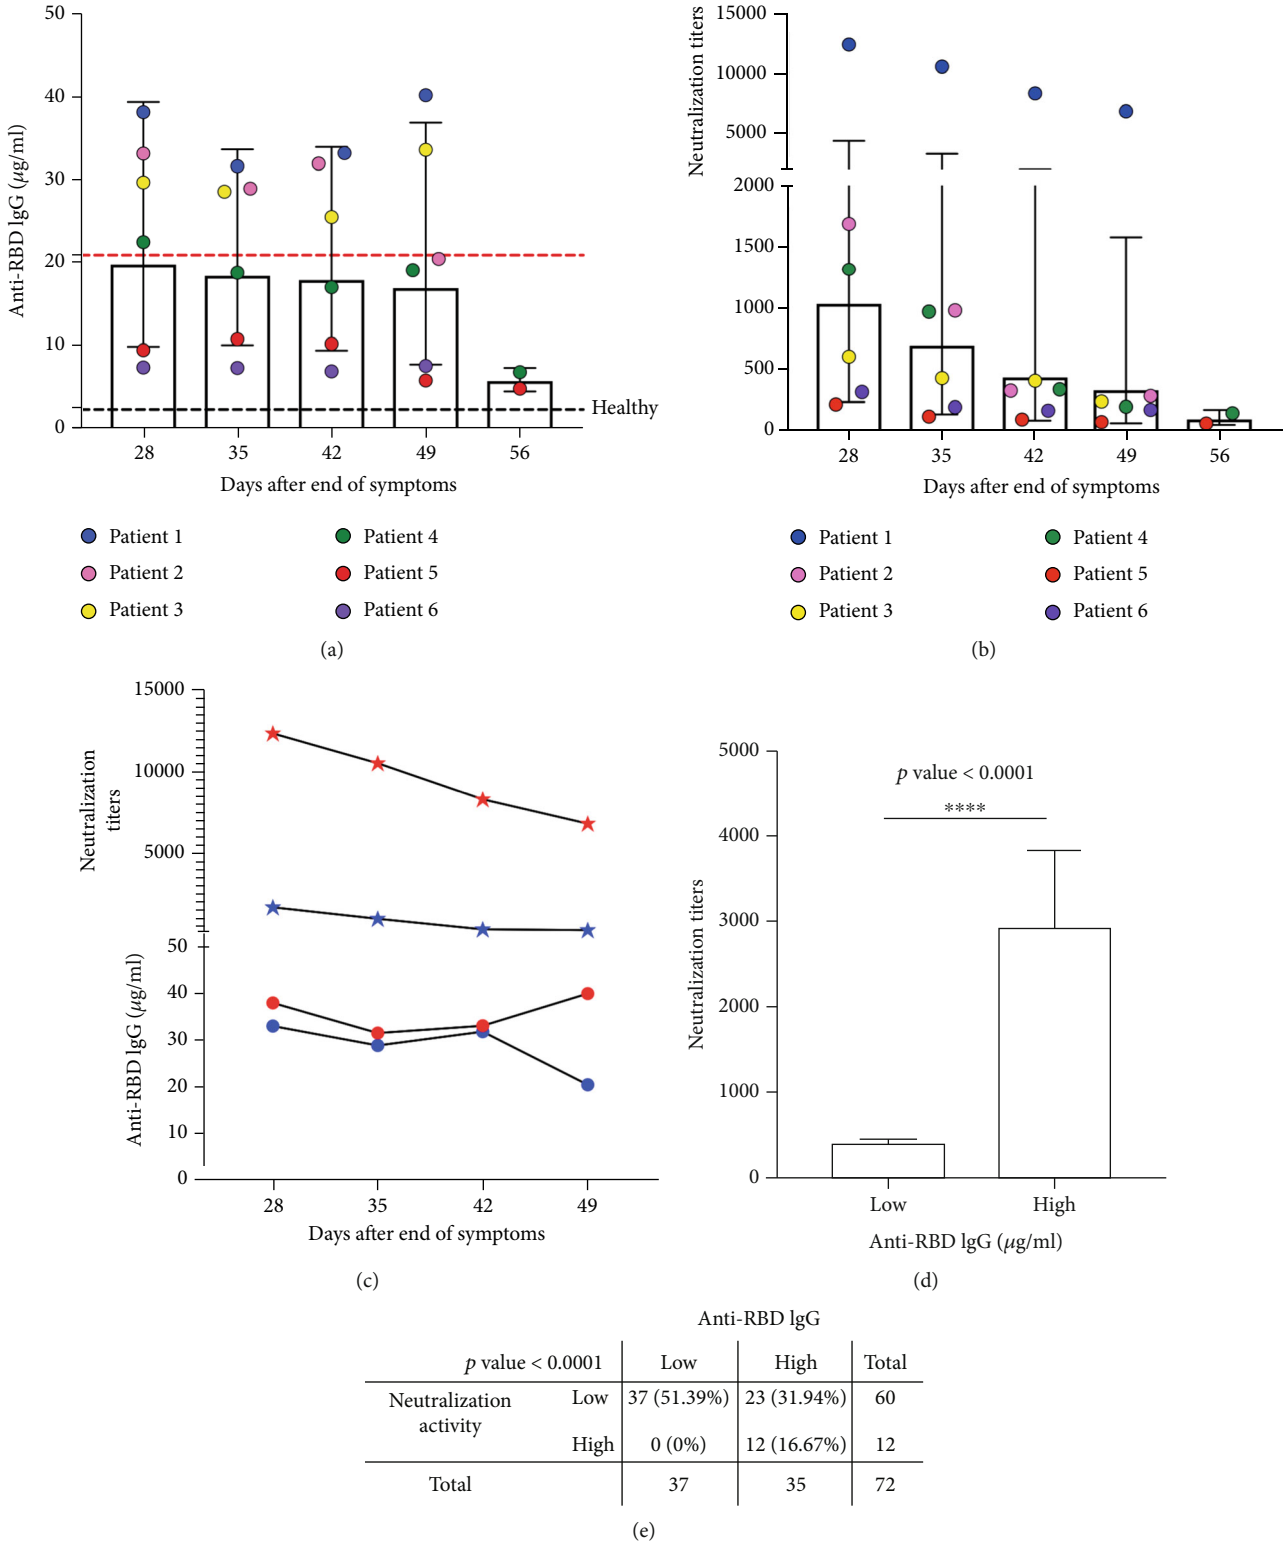 50
40
30
20
10
0
Anti-RBD lgG (μg/ml)
Healthy
28 35 42 49 56
Days after end of symptoms
Patient 1 Patient 4
Patient 2 Patient 5
Patient 3 Patient 6
(a)
15000
10000
5000
2000
1500
1000
500
0
Neutralization titers
28 35 42 49 56
Days after end of symptoms
Patient 1 Patient 4
Patient 2 Patient 5
Patient 3 Patient 6
(b)
15000
10000
5000
Neutralization
titers
50
40
30
20
10
0
Anti-RBD lgG (μg/ml)
28 35 42 49
Days after end of symptoms
(c)
5000
4000
3000
2000
1000
0
Neutralization titers
p value < 0.0001
****
Low High
Anti-RBD lgG (μg/ml)
(d)
Anti-RBD lgG
p value < 0.0001 Low High Total
Neutralization
activity
Low 37 (51.39%) 23 (31.94%) 60
High 0 (0%) 12 (16.67%) 12
Total 37 35 72
(e)